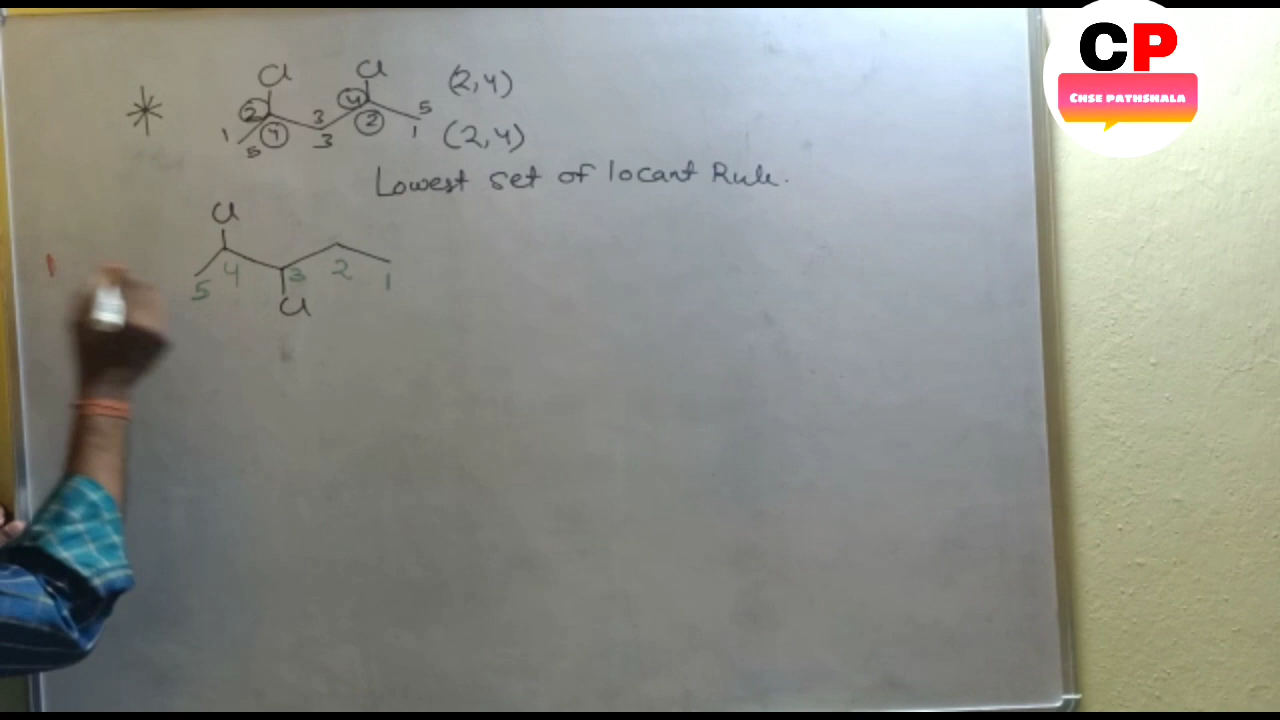 CP
CHSE PATHSHALA
Cl Cl (2,4)
2 3 4 5
1 4 3 2 1 (2,4)
5
Lowest set of locant Rule.
Cl
5 4 3 2 1
Cl